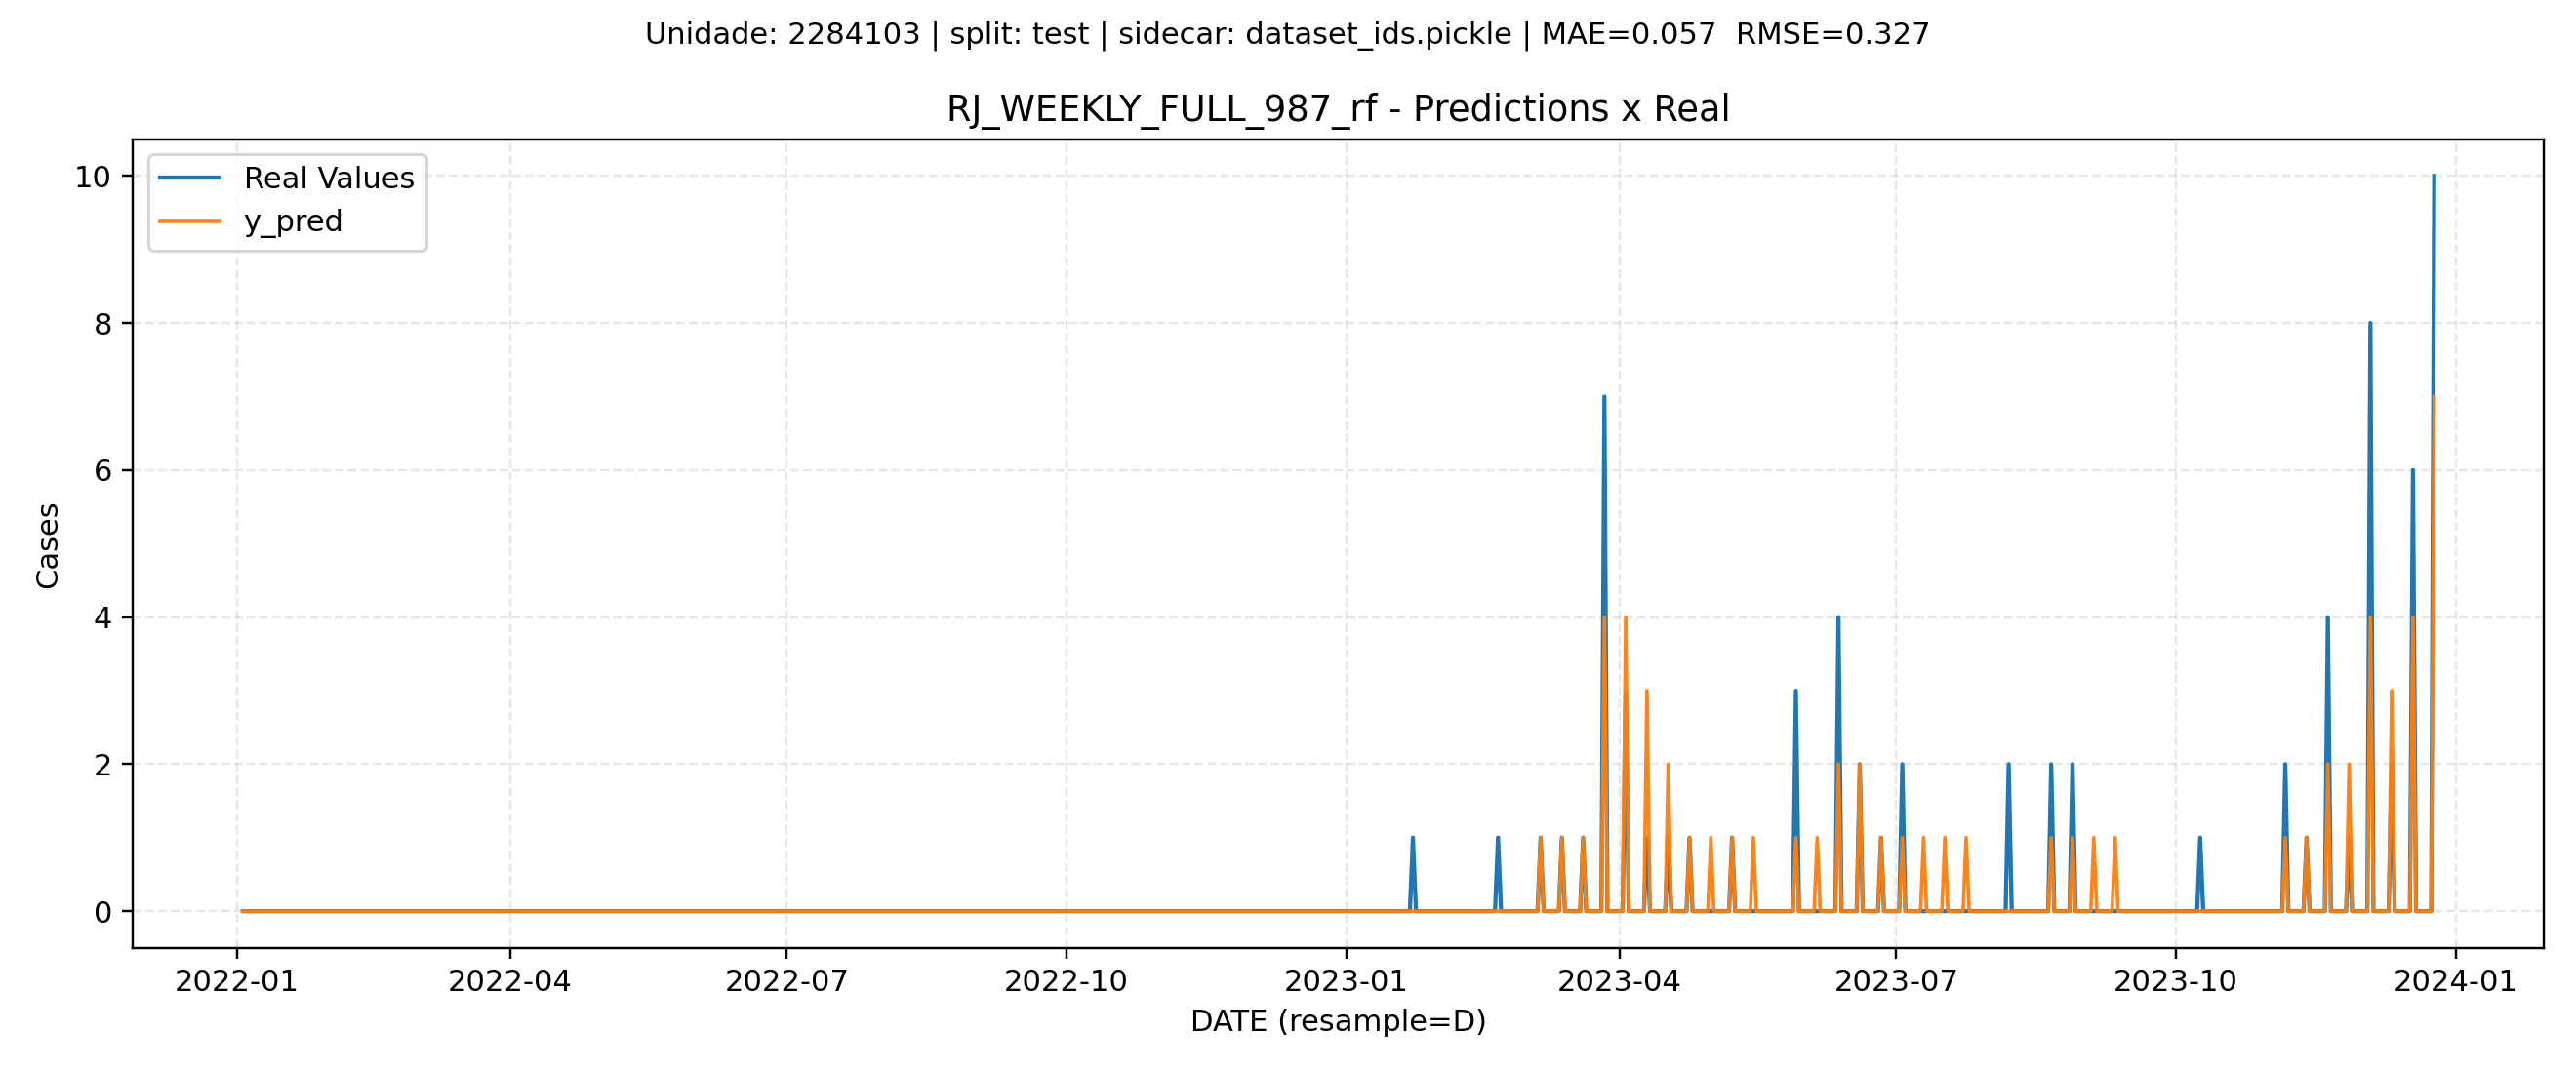 Unidade: 2284103 | split: test | sidecar: dataset_ids.pickle | MAE=0.057  RMSE=0.327
RJ_WEEKLY_FULL_987_rf - Predictions x Real
Real Values
y_pred
10
8
6
4
2
0
Cases
2022-01
2022-04
2022-07
2022-10
2023-01
2023-04
2023-07
2023-10
2024-01
DATE (resample=D)